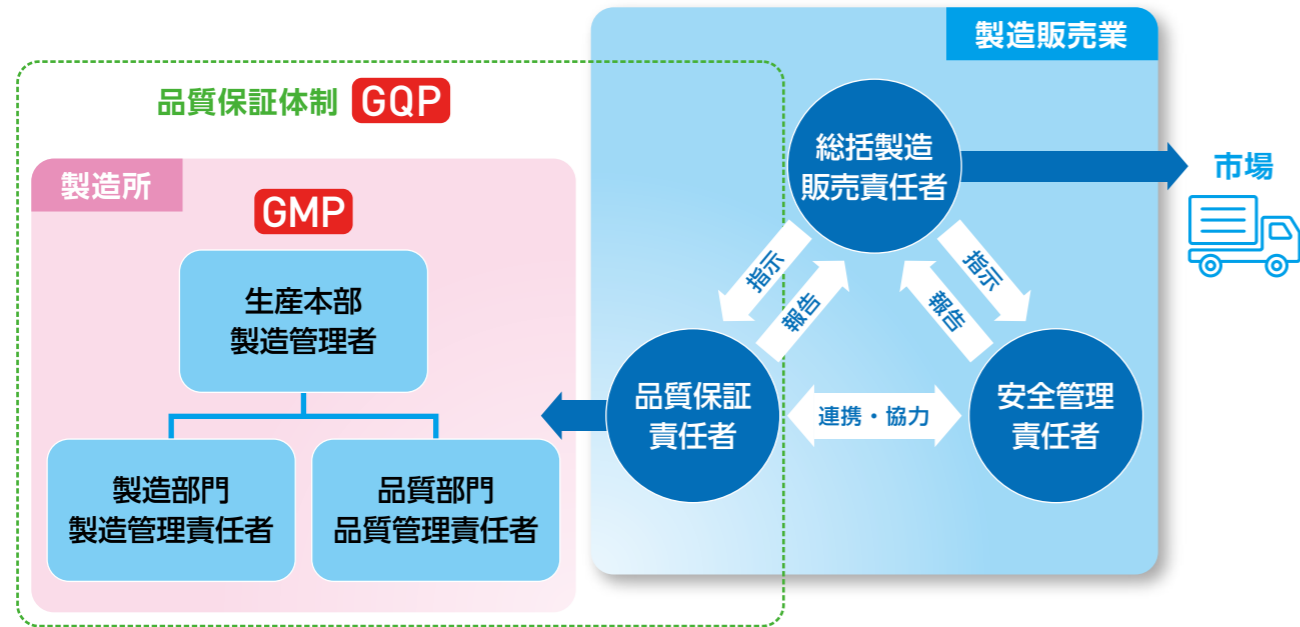 製造販売業
品質保証体制 GQP
総括製造
販売責任者
市場
製造所
GMP
指示
報告
指示
報告
生産本部
製造管理者
品質保証
責任者
連携・協力
安全管理
責任者
製造部門
製造管理責任者
品質部門
品質管理責任者